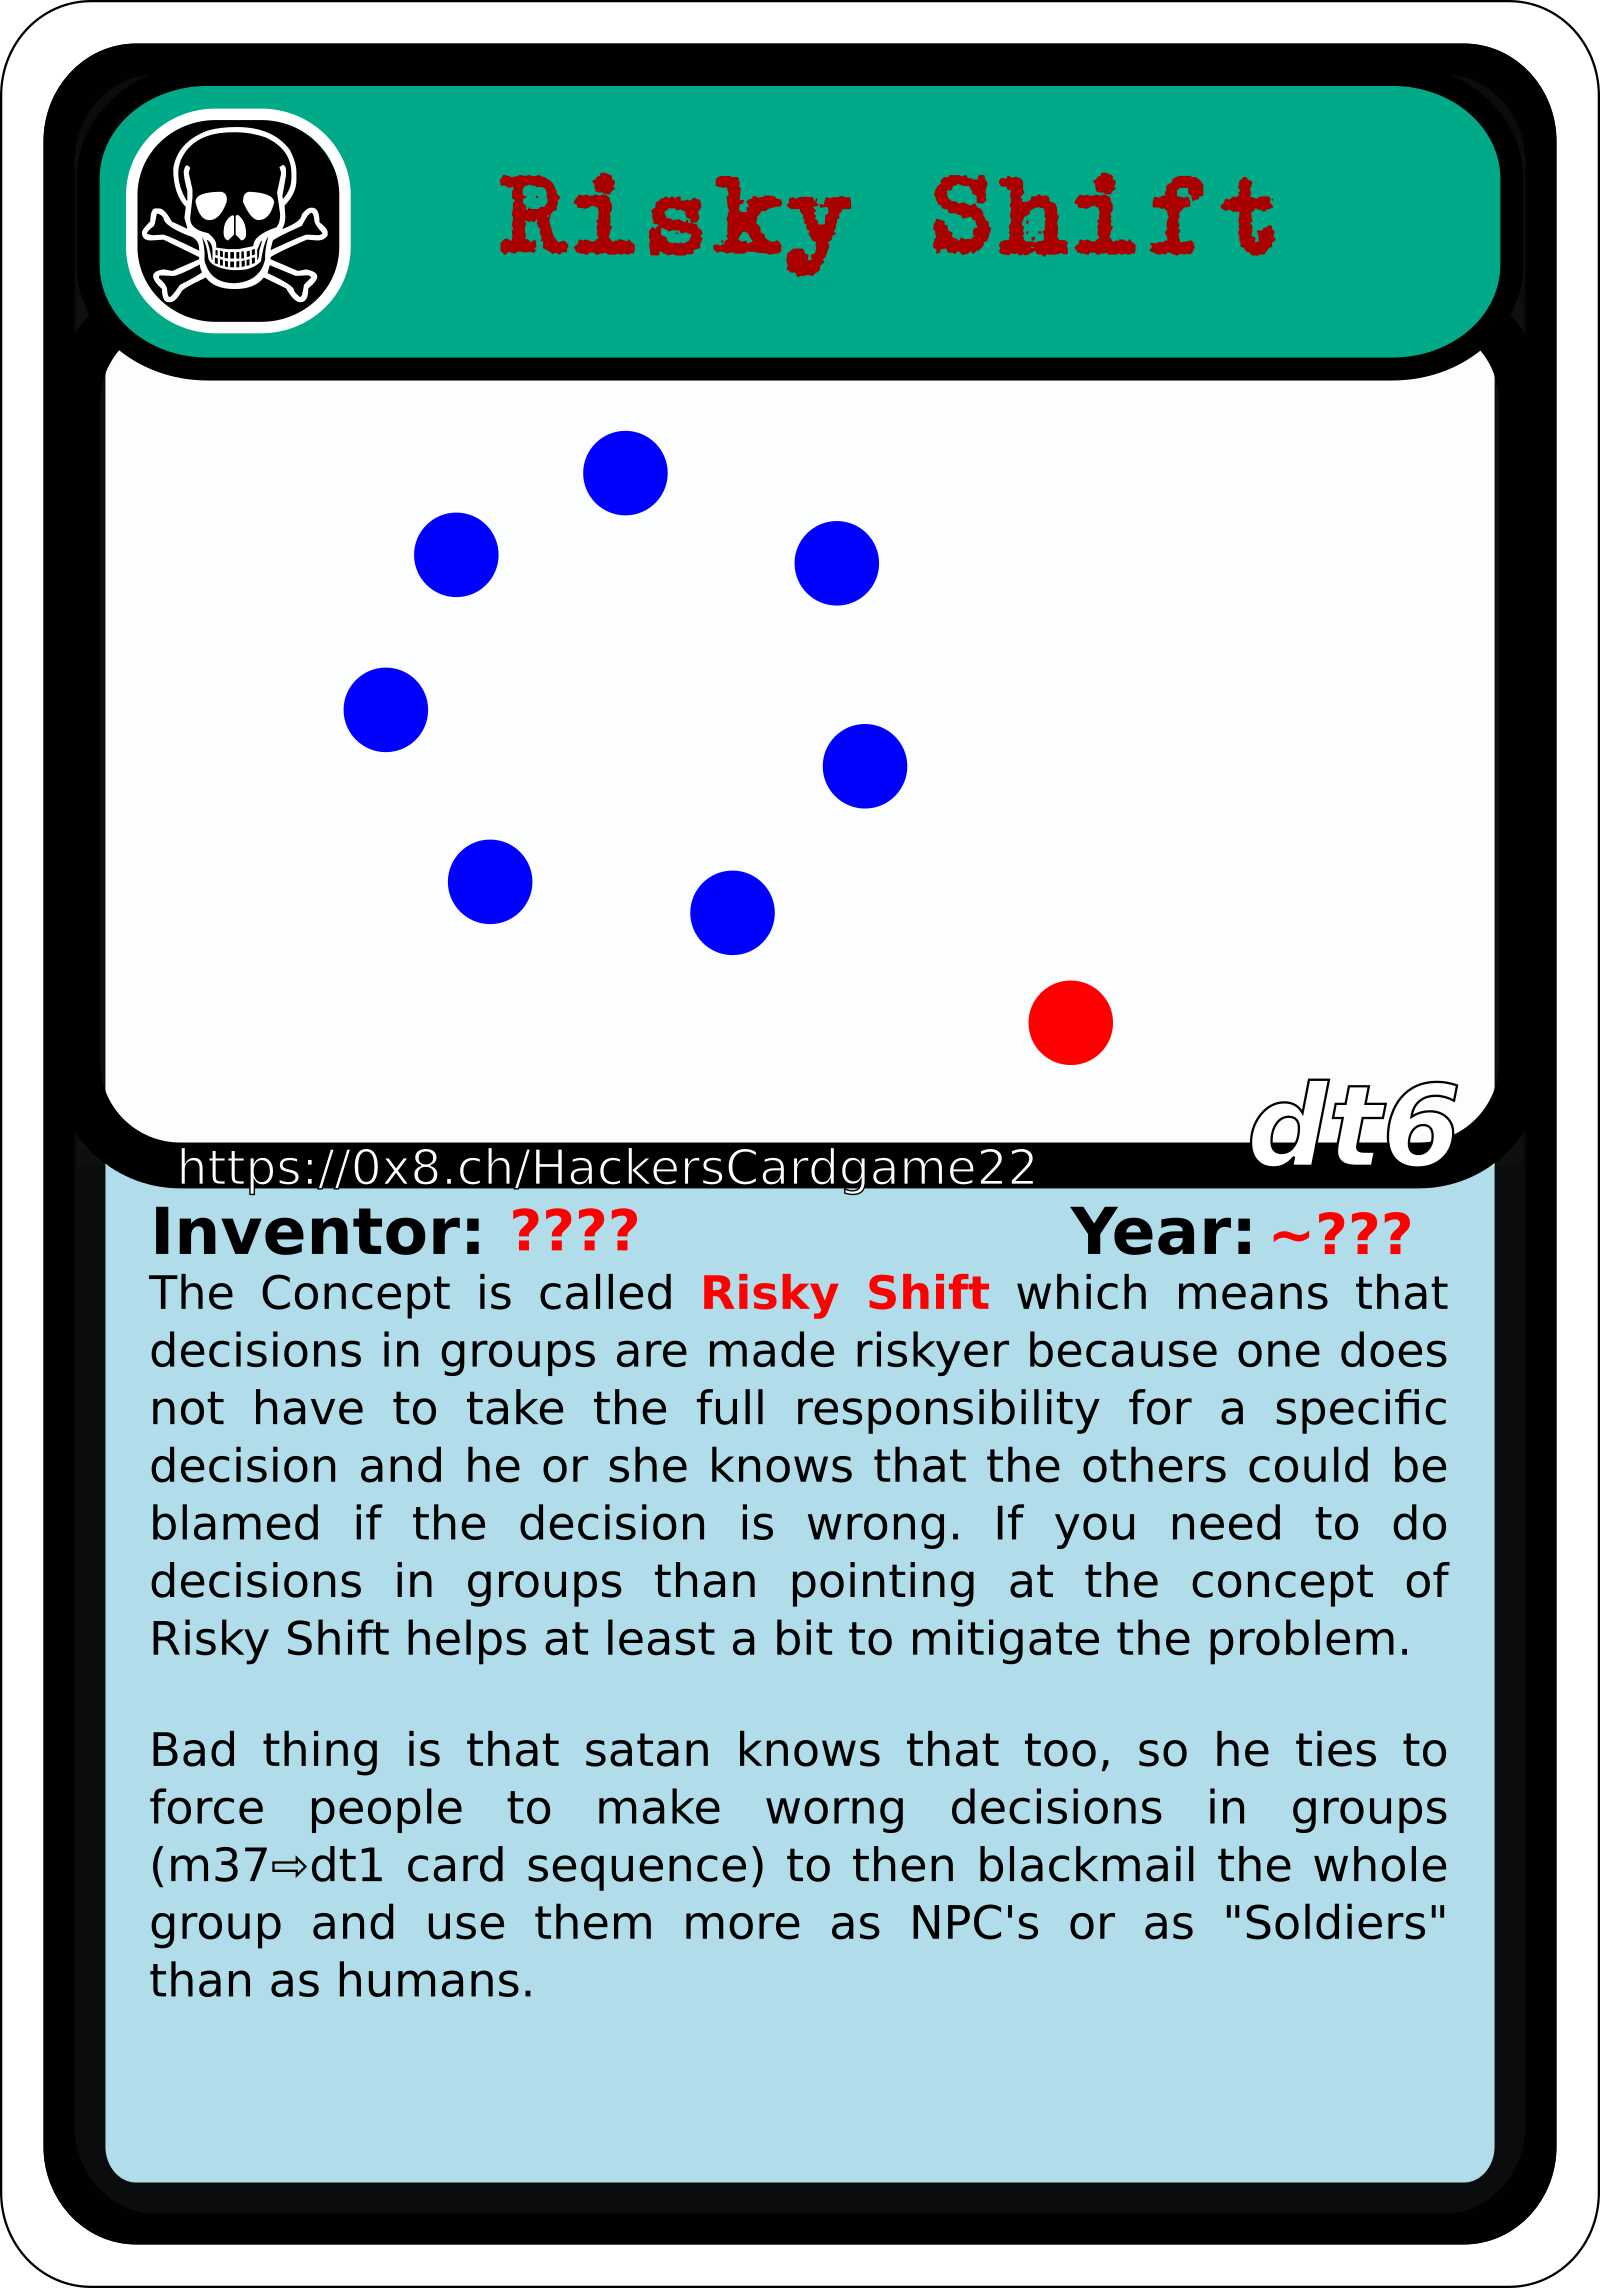 Risky Shift
dt6
https://0x8.ch/HackersCardgame22
Inventor: ???? Year: ~???
The Concept is called Risky Shift which means that
decisions in groups are made riskyer because one does
not have to take the full responsibility for a specific
decision and he or she knows that the others could be
blamed if the decision is wrong. If you need to do
decisions in groups than pointing at the concept of
Risky Shift helps at least a bit to mitigate the problem.
Bad thing is that satan knows that too, so he ties to
force people to make worng decisions in groups
(m37⇨dt1 card sequence) to then blackmail the whole
group and use them more as NPC's or as "Soldiers"
than as humans.